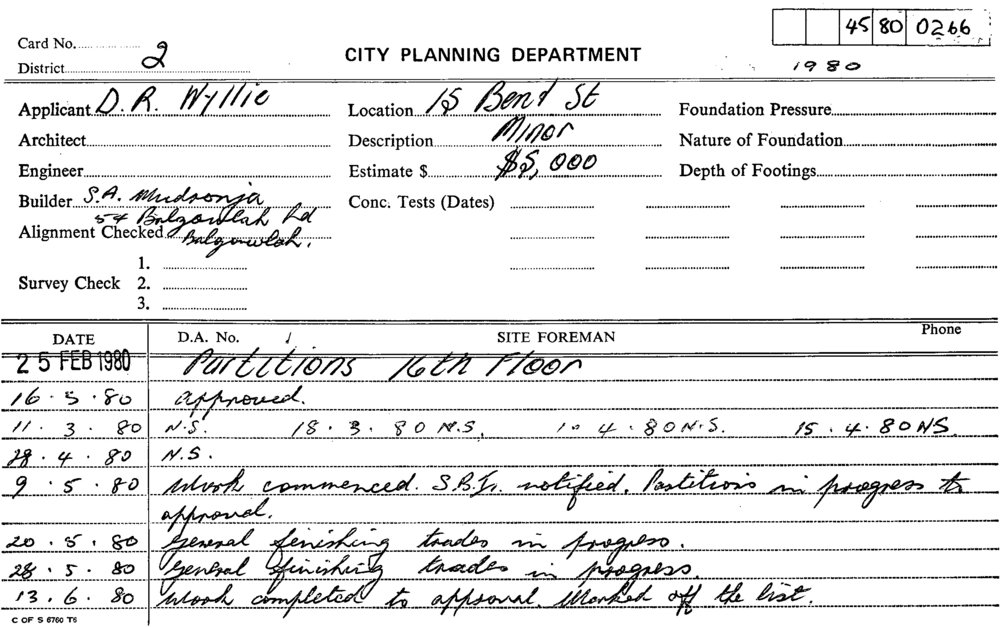 45 80 0266
Card No.
CITY PLANNING DEPARTMENT
District 2
1980
Applicant D. R. Wyllie Location 15 Bent St Foundation Pressure
Architect Description Minor Nature of Foundation
Engineer Estimate $ $5,000 Depth of Footings
Builder S.A. Mudronja Conc. Tests (Dates)
54 Balgowlah Rd
Alignment Checked Balgowlah.
1.
Survey Check 2.
3.
DATE D.A. No. SITE FOREMAN Phone
25 FEB 1980 Partitions 16th Floor
16.5.80 approved.
11.3.80 N.S. 18.3.80 N.S. 4.80 N.S. 15.4.80 NS.
28.4.80 N.S.
9.5.80 Work commenced. notified. Partitions in progress to
approval.
20.5.80 General finishing trades in progress.
28.5.80 General finishing trades in progress.
13.6.80 Work completed to approval. Marked off the list.
C OF S 6760 T6